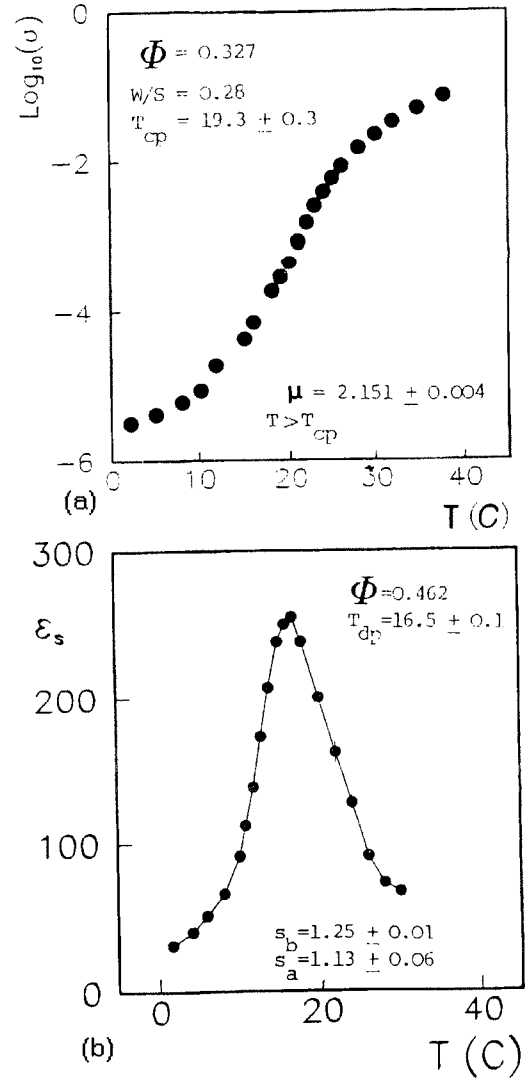 0
Log₁₀(υ)
Φ = 0.327
W/S = 0.28
T_cp = 19.3 ± 0.3
−2
−4
μ = 2.151 ± 0.004
T > T_cp
−6
0 10 20 30 40
(a)
T (C)
300
ε_s
Φ=0.462
T_dp=16.5 ± 0.1
200
100
s_b=1.25 ± 0.01
s_a=1.13 ± 0.06
0
0 20 40
(b)
T (C)